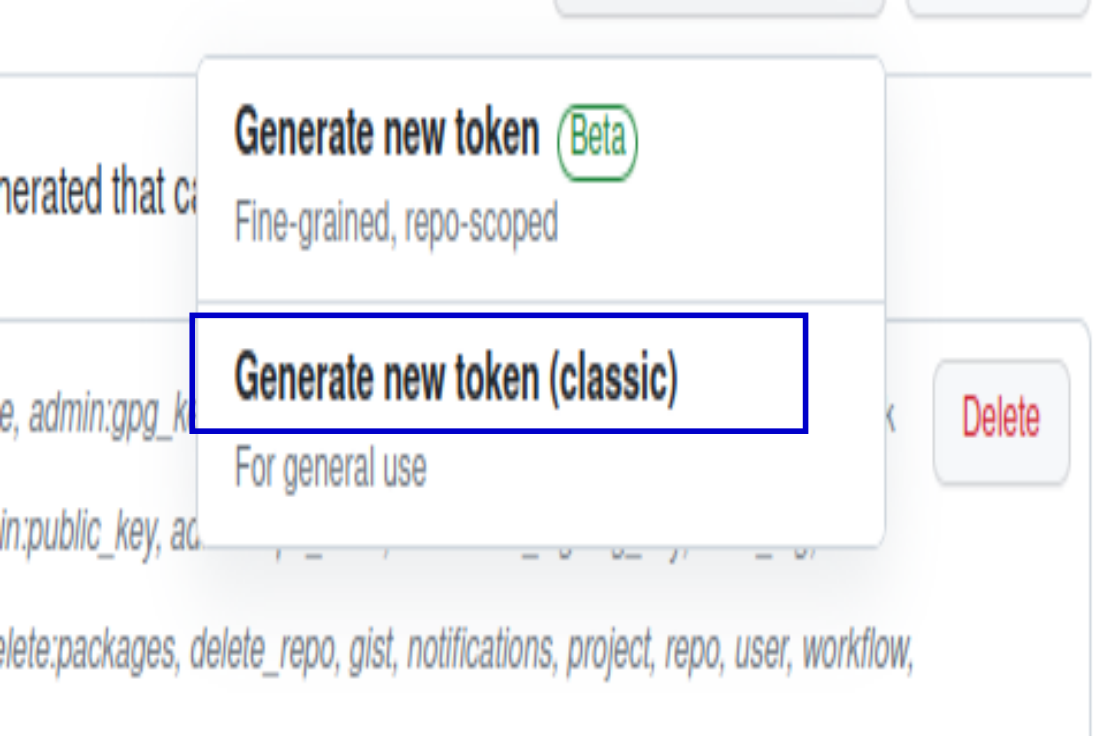 Generate new token Beta
nerated that ca
Fine-grained, repo-scoped
Generate new token (classic)
e, admin:gpg_k
k
Delete
For general use
in:public_key, ad
elete:packages, delete_repo, gist, notifications, project, repo, user, workflow,